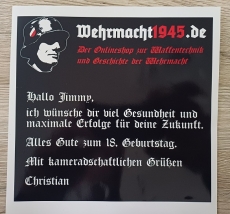 Wehrmacht1945.de
Der Onlineshop zur Waffentechnik
und Geschichte der Wehrmacht
Hallo Jimmy,
ich wünsche dir viel Gesundheit und
maximale Erfolge für deine Zukunft.
Alles Gute zum 18. Geburtstag.
Mit kameradschaftlichen Grüßen
Christian